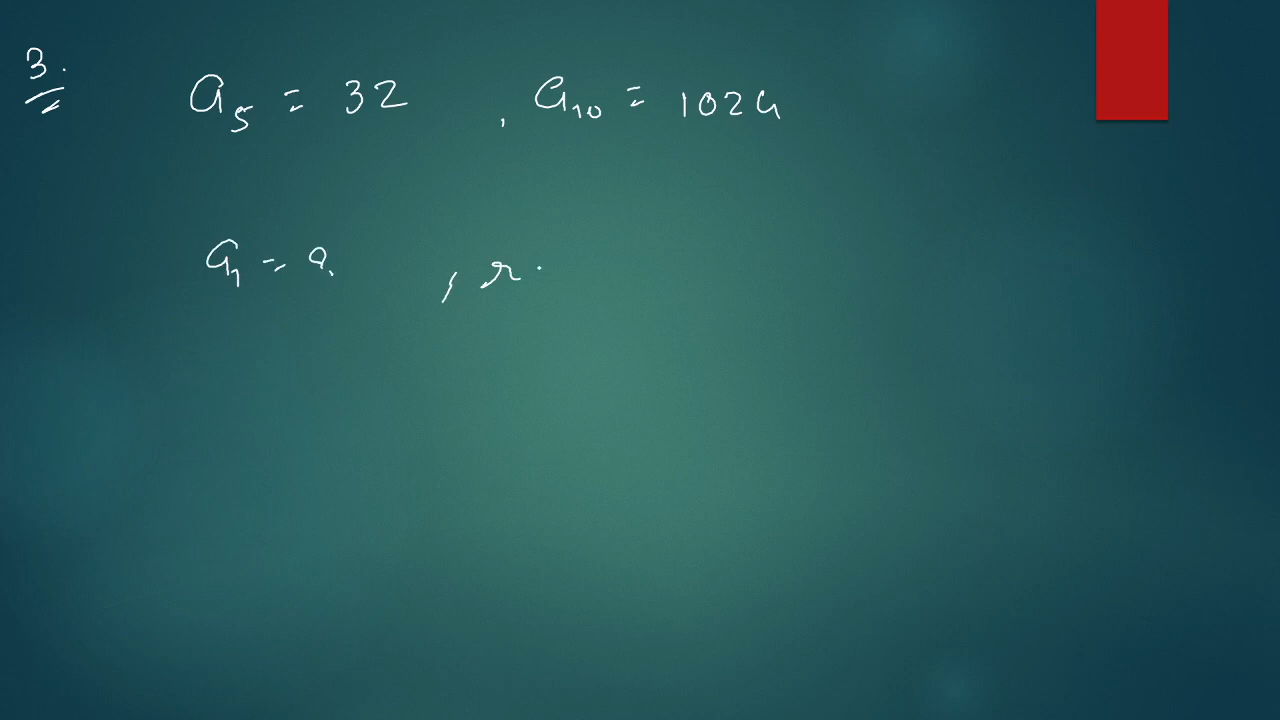 3.
a₅ = 32 , a₁₀ = 1024
a₁ = a. , r.